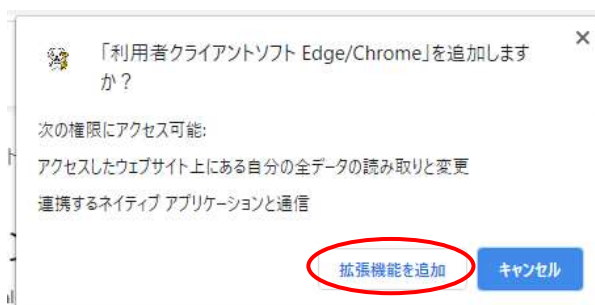 「利用者クライアントソフト Edge/Chrome」を追加します
か？
次の権限にアクセス可能:
アクセスしたウェブサイト上にある自分の全データの読み取りと変更
連携するネイティブ アプリケーションと通信
拡張機能を追加 キャンセル